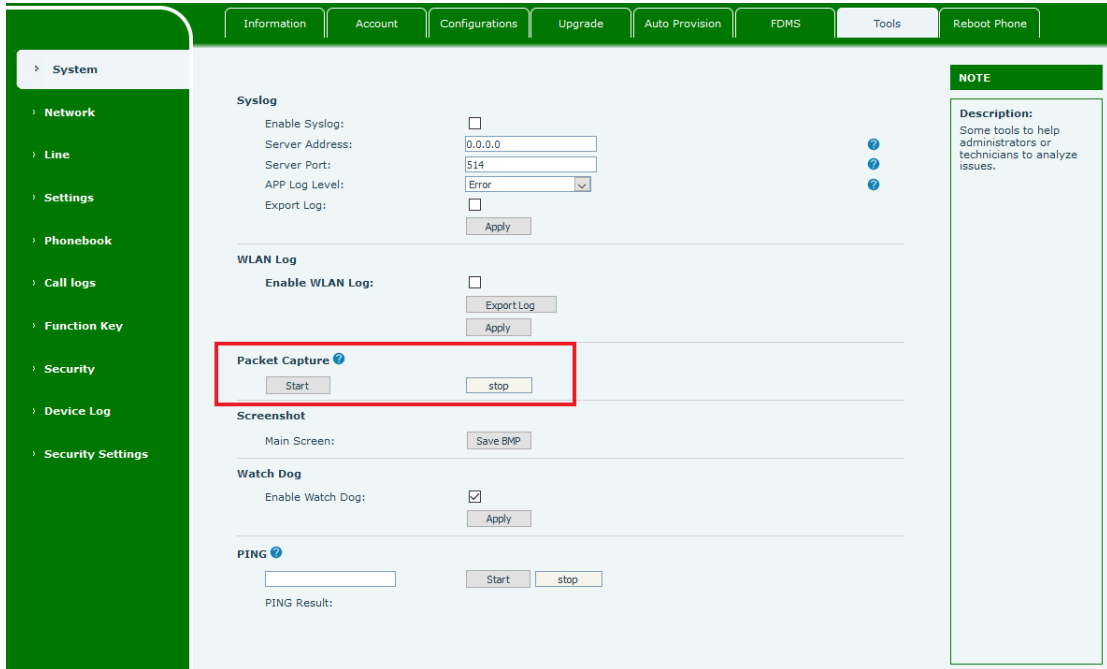 Information Account Configurations Upgrade Auto Provision FDMS Tools Reboot Phone
System
Network
Line
Settings
Phonebook
Call logs
Function Key
Security
Device Log
Security Settings
Syslog
Enable Syslog:
Server Address: 0.0.0.0
Server Port: 514
APP Log Level: Error
Export Log:
Apply
WLAN Log
Enable WLAN Log:
Export Log
Apply
Packet Capture ?
Start stop
Screenshot
Main Screen: Save BMP
Watch Dog
Enable Watch Dog:
Apply
PING ?
Start stop
PING Result:
NOTE
Description:
Some tools to help
administrators or
technicians to analyze
issues.